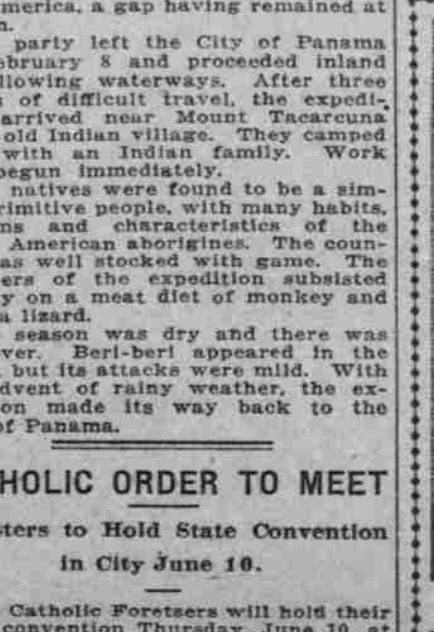 merica, a gap having remained at
n.
party left the City of Panama
ebruary 8 and proceeded inland
llowing waterways. After three
s of difficult travel, the expedi-
arrived near Mount Tacarcuna
old Indian village. They camped
with an Indian family. Work
begun immediately.
natives were found to be a sim-
rimitive people, with many habits,
ms and characteristics of the
American aborigines. The coun-
as well stocked with game. The
ers of the expedition subsisted
y on a meat diet of monkey and
a lizard.
season was dry and there was
ver. Beri-beri appeared in the
, but its attacks were mild. With
dvent of rainy weather, the ex-
on made its way back to the
of Panama.
HOLIC ORDER TO MEET
sters to Hold State Convention
in City June 10.
Catholic Foretsers will hold their
convention Thursday, June 10, at